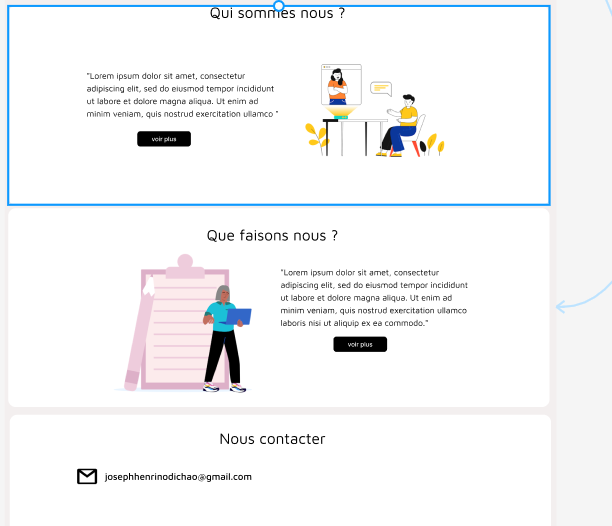 Qui sommes nous ?
"Lorem ipsum dolor sit amet, consectetur
adipiscing elit, sed do eiusmod tempor incididunt
ut labore et dolore magna aliqua. Ut enim ad
minim veniam, quis nostrud exercitation ullamco "
voir plus
Que faisons nous ?
"Lorem ipsum dolor sit amet, consectetur
adipiscing elit, sed do eiusmod tempor incididunt
ut labore et dolore magna aliqua. Ut enim ad
minim veniam, quis nostrud exercitation ullamco
laboris nisi ut aliquip ex ea commodo."
voir plus
Nous contacter
josephhenrinodichao@gmail.com